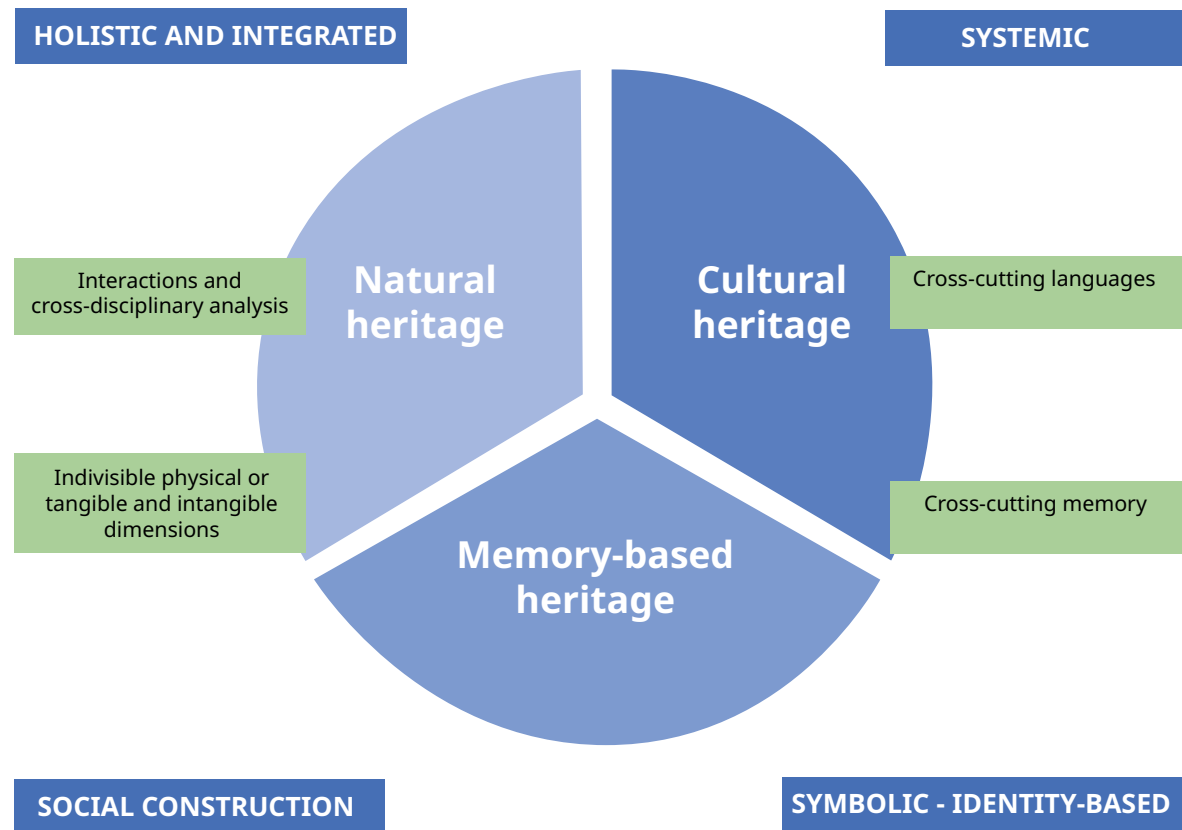 HOLISTIC AND INTEGRATED
SYSTEMIC
Natural
heritage
Cultural
heritage
Interactions and
cross-disciplinary analysis
Cross-cutting languages
Indivisible physical or
tangible and intangible
dimensions
Cross-cutting memory
Memory-based
heritage
SOCIAL CONSTRUCTION
SYMBOLIC - IDENTITY-BASED